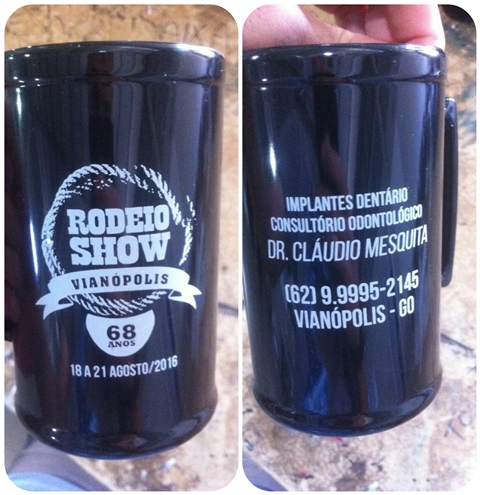 RODEIO
SHOW
VIANÓPOLIS
68
ANOS
18 A 21 AGOSTO/2016
IMPLANTES DENTÁRIO
CONSULTÓRIO ODONTOLÓGICO
DR. CLÁUDIO MESQUITA
(62) 9.9995-2145
VIANÓPOLIS - GO